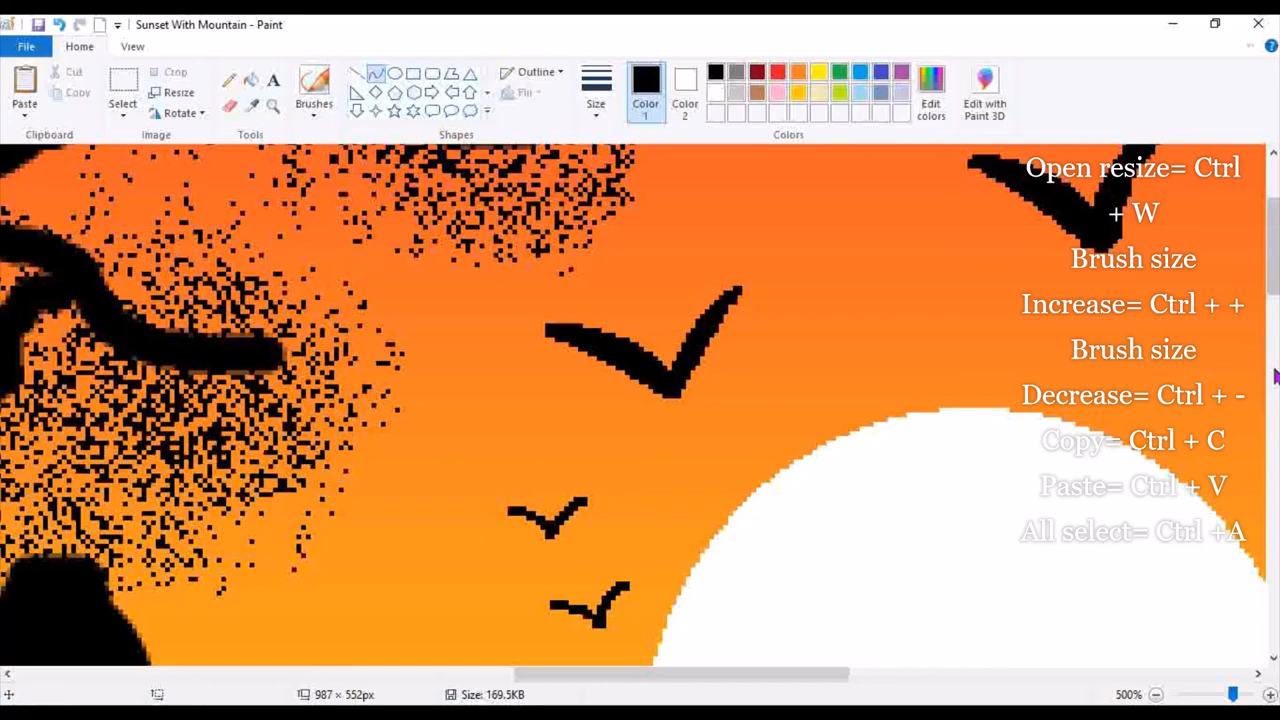 Sunset With Mountain - Paint
File Home View
Cut
Copy
Paste
Clipboard
Crop
Resize
Rotate
Select
Image
A
Tools
Brushes
Outline
Fill
Shapes
Size
Color
1
Color
2
Colors
Edit
colors
Edit with
Paint 3D
Open resize= Ctrl
+ W
Brush size
Increase= Ctrl + +
Brush size
Decrease= Ctrl + -
Copy= Ctrl + C
Paste= Ctrl + V
All select= Ctrl +A
987 × 552px
Size: 169.5KB
500%